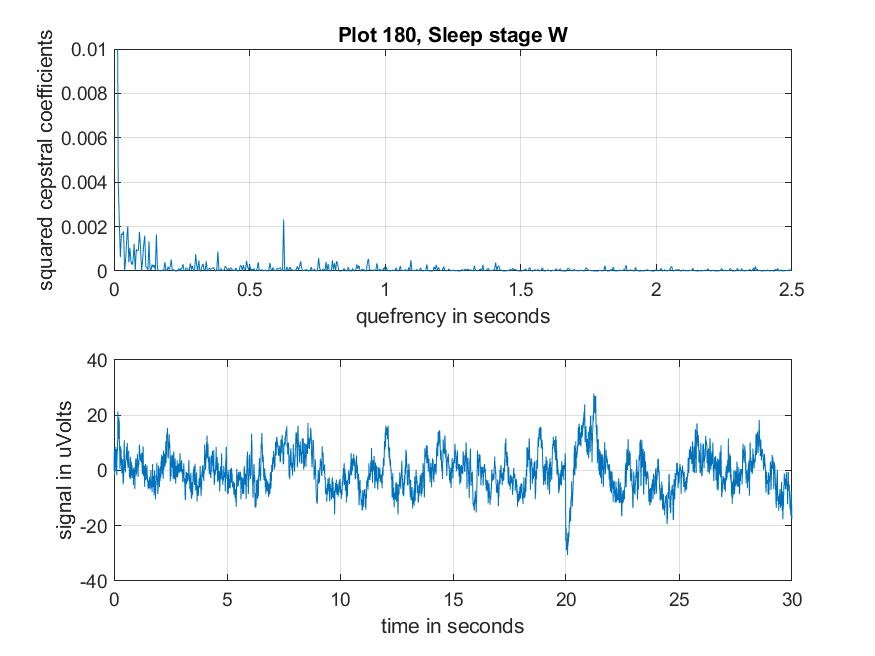 Plot 180, Sleep stage W
squared cepstral coefficients
0.01
0.008
0.006
0.004
0.002
0
0 0.5 1 1.5 2 2.5
quefrency in seconds
signal in uVolts
40
20
0
-20
-40
0 5 10 15 20 25 30
time in seconds